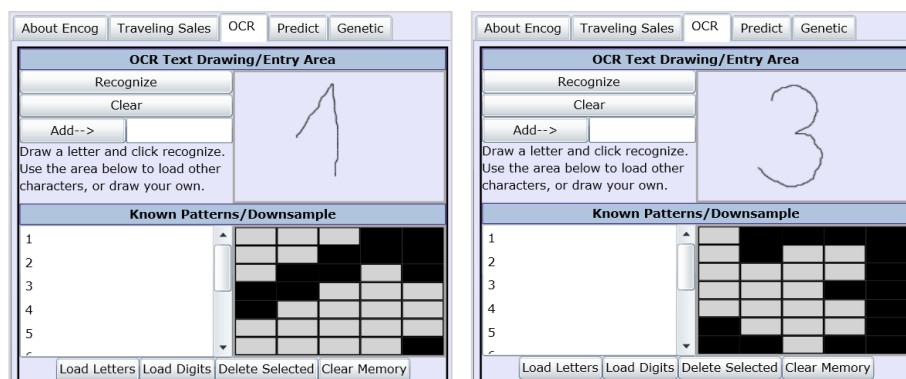 About Encog Traveling Sales OCR Predict Genetic
OCR Text Drawing/Entry Area
Recognize
Clear
Add-->
1
Draw a letter and click recognize.
Use the area below to load other
characters, or draw your own.
Known Patterns/Downsample
1
2
3
4
5
Load Letters Load Digits Delete Selected Clear Memory
About Encog Traveling Sales OCR Predict Genetic
OCR Text Drawing/Entry Area
Recognize
Clear
Add-->
3
Draw a letter and click recognize.
Use the area below to load other
characters, or draw your own.
Known Patterns/Downsample
1
2
3
4
5
Load Letters Load Digits Delete Selected Clear Memory